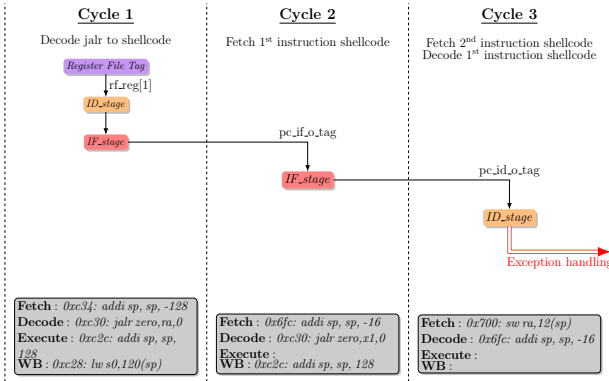 Cycle 1
Decode jalr to shellcode
Register File Tag
rf_reg[1]
ID_stage
IF_stage
Fetch : 0xc34: addi sp, sp, -128
Decode : 0xc30: jalr zero,ra,0
Execute : 0xc2c: addi sp, sp,
128
WB : 0xc28: lw s0,120(sp)
Cycle 2
Fetch 1st instruction shellcode
pc_if_o_tag
IF_stage
Fetch : 0x6fc: addi sp, sp, -16
Decode : 0xc30: jalr zero,x1,0
Execute :
WB : 0xc2c: addi sp, sp, 128
Cycle 3
Fetch 2nd instruction shellcode
Decode 1st instruction shellcode
pc_id_o_tag
ID_stage
Exception handling
Fetch : 0x700: sw ra,12(sp)
Decode : 0x6fc: addi sp, sp, -16
Execute :
WB :